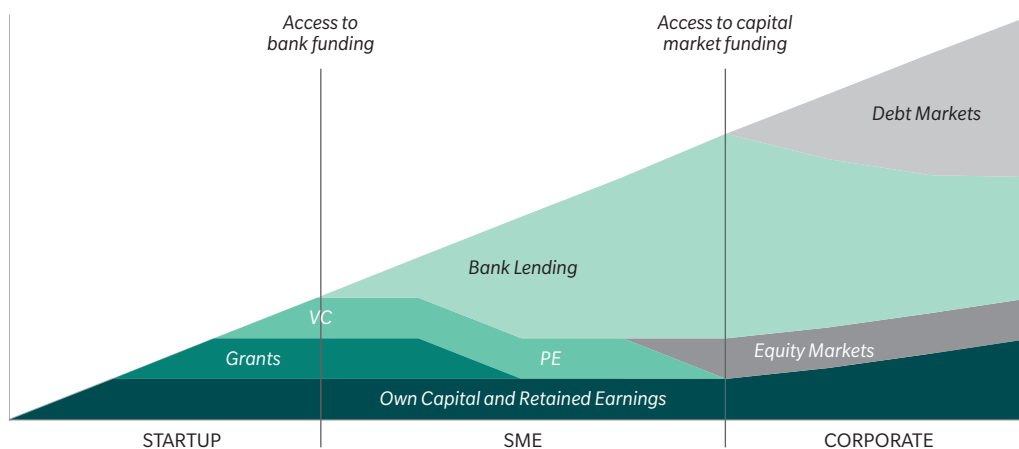 Access to
bank funding
Access to capital
market funding
Debt Markets
Bank Lending
VC
Grants
PE
Equity Markets
Own Capital and Retained Earnings
STARTUP
SME
CORPORATE